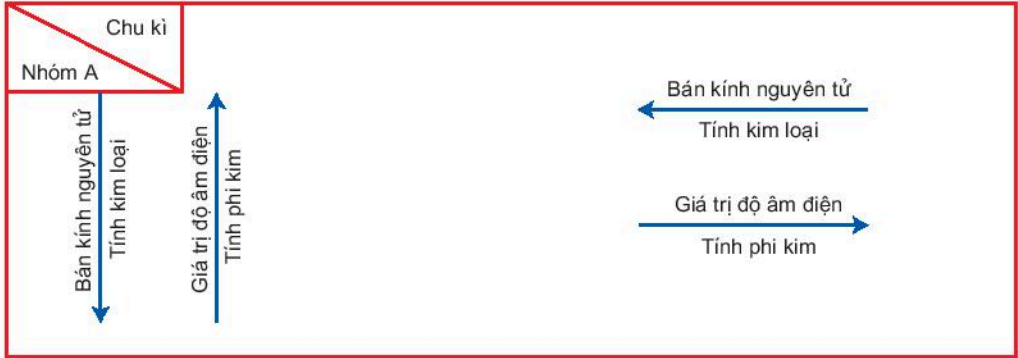 Chu kì
Nhóm A
Bán kính nguyên tử
Tính kim loại
Giá trị độ âm điện
Tính phi kim
Bán kính nguyên tử
Tính kim loại
Giá trị độ âm điện
Tính phi kim